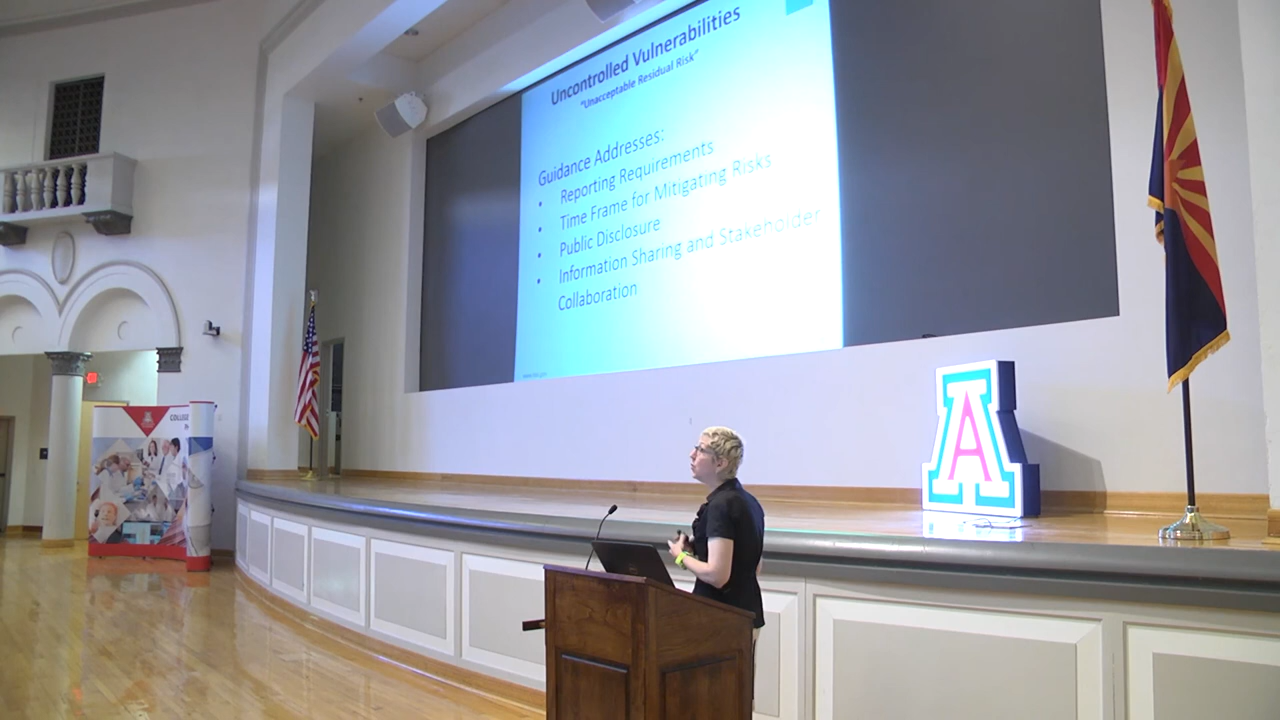 Uncontrolled Vulnerabilities
"Unacceptable Residual Risk"
Guidance Addresses:
• Reporting Requirements
• Time Frame for Mitigating Risks
• Public Disclosure
• Information Sharing and Stakeholder
Collaboration
A